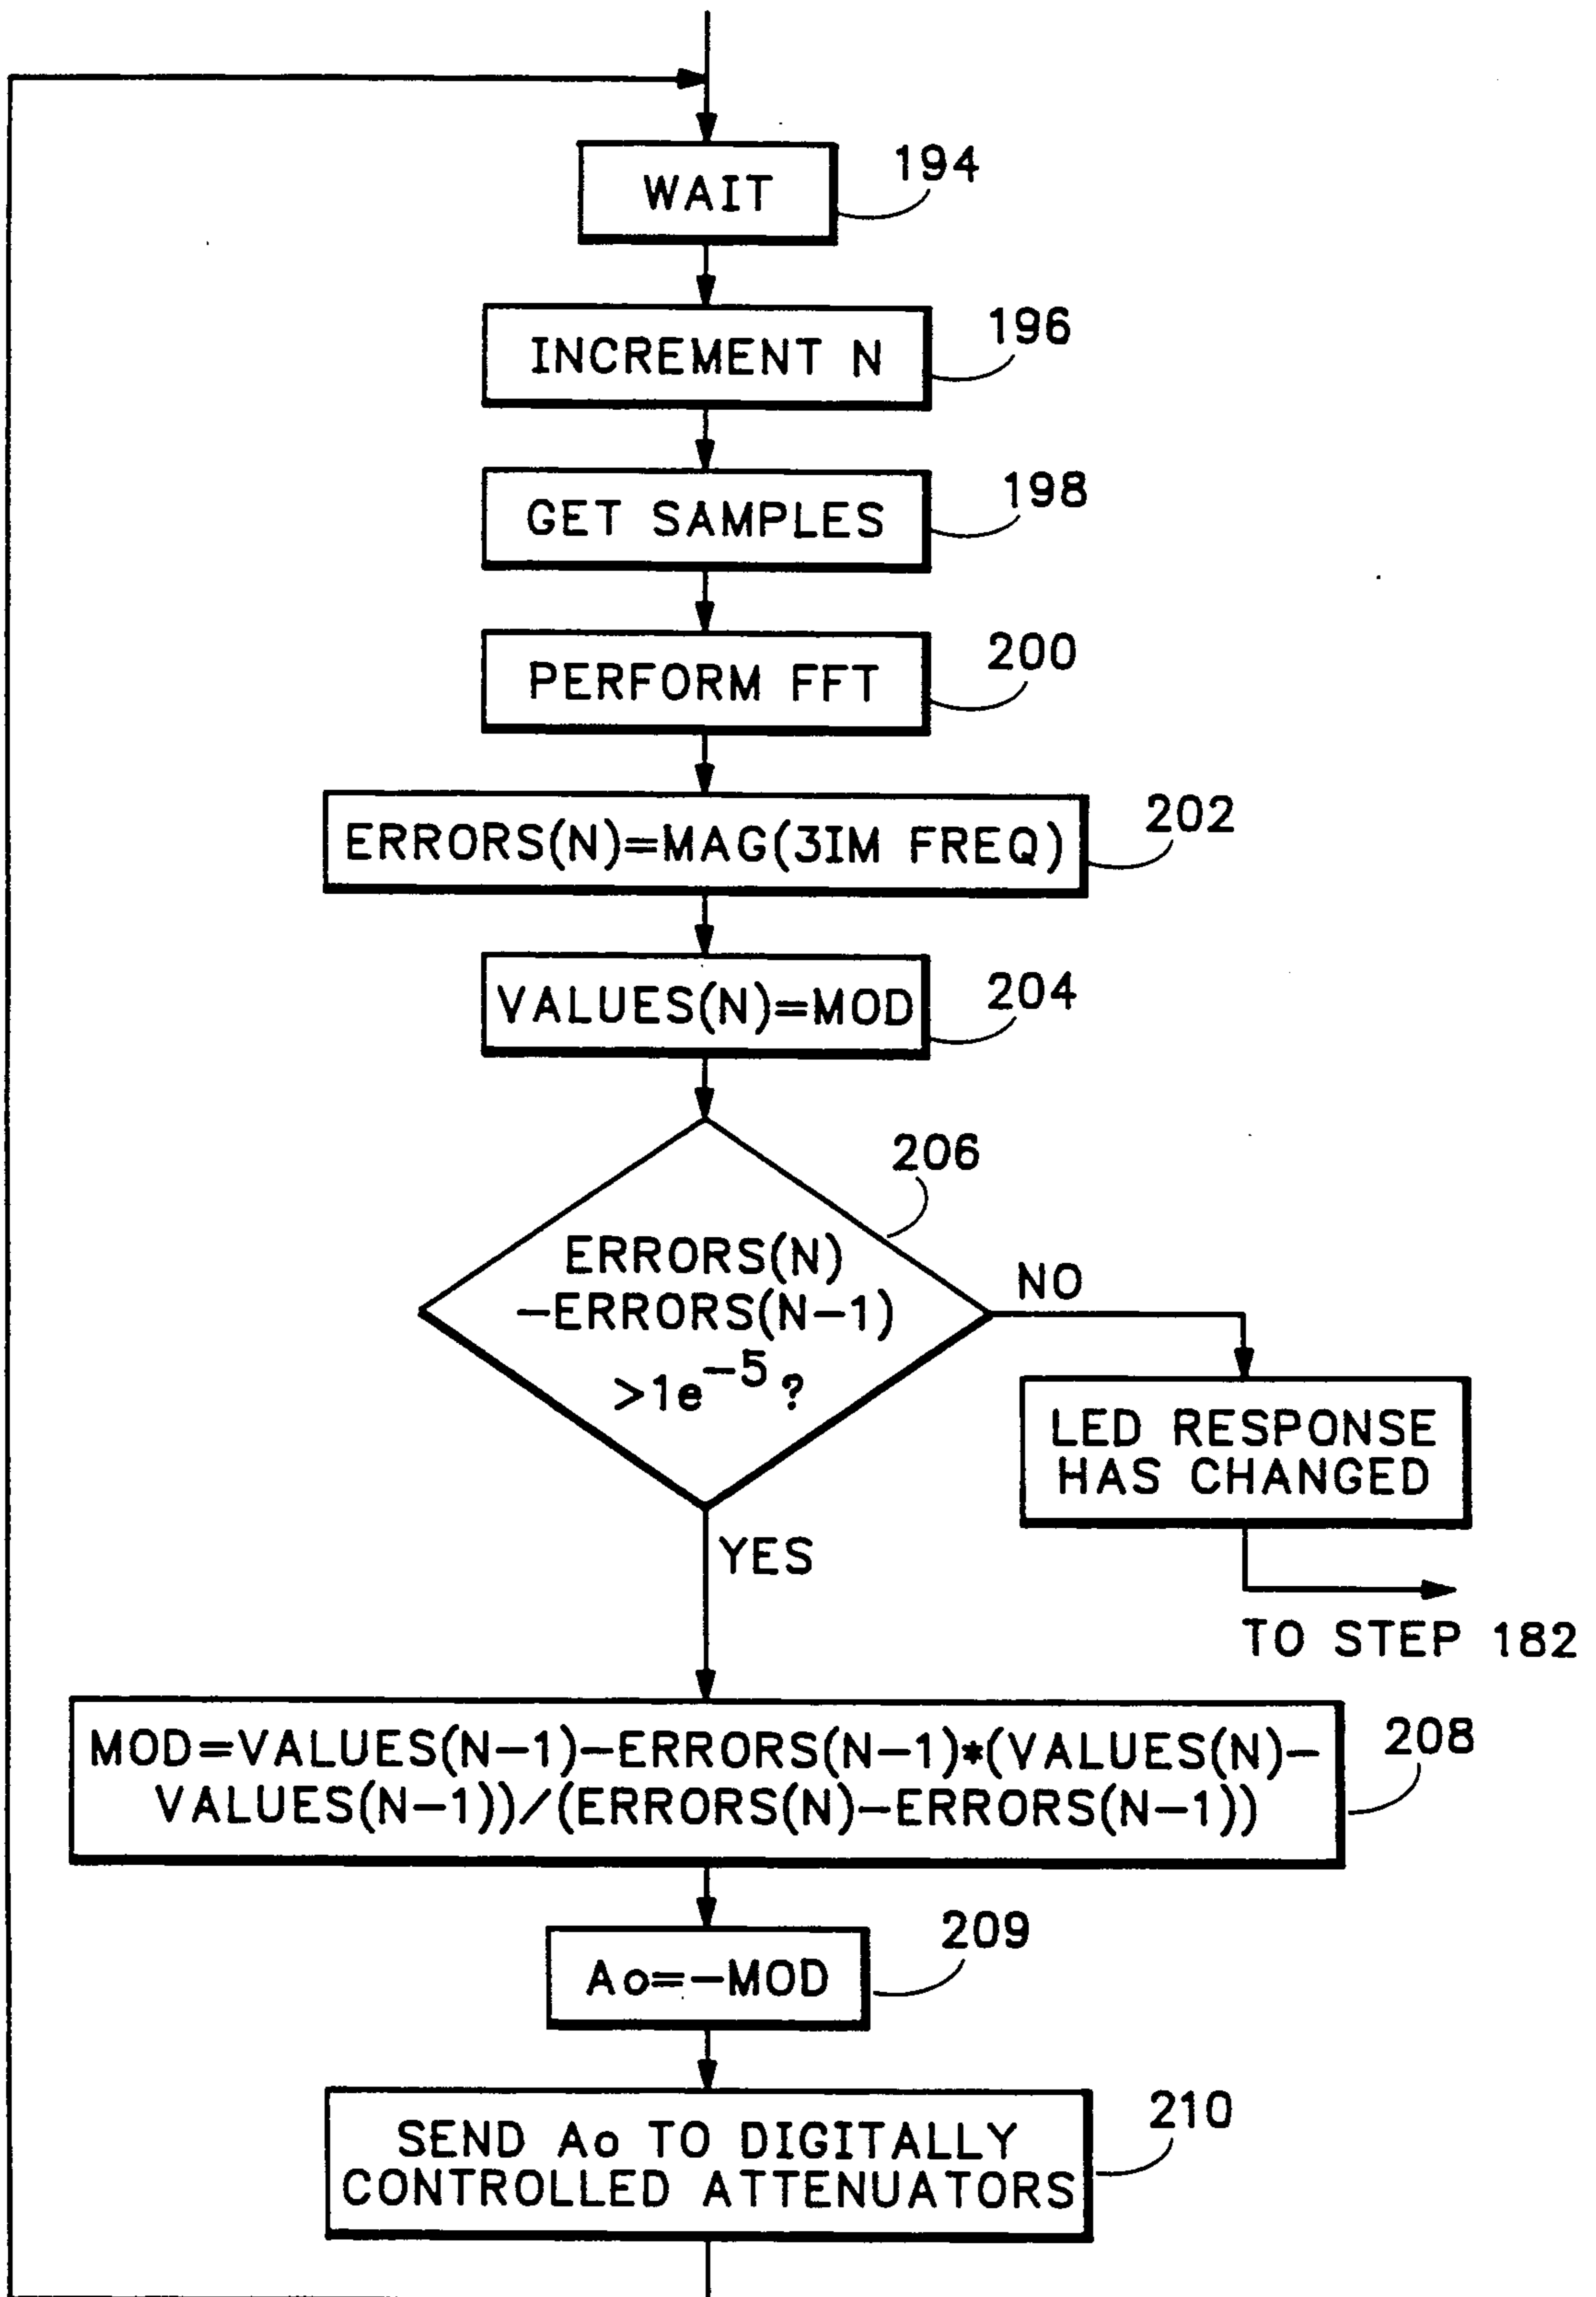 WAIT
194
INCREMENT N
196
GET SAMPLES
198
PERFORM FFT
200
ERRORS(N)=MAG(3IM FREQ)
202
VALUES(N)=MOD
204
206
ERRORS(N)
-ERRORS(N-1)
>1e^-5 ?
NO
LED RESPONSE
HAS CHANGED
YES
TO STEP 182
MOD=VALUES(N-1)-ERRORS(N-1)*(VALUES(N)-
VALUES(N-1))/(ERRORS(N)-ERRORS(N-1))
208
Ao=-MOD
209
SEND Ao TO DIGITALLY
CONTROLLED ATTENUATORS
210